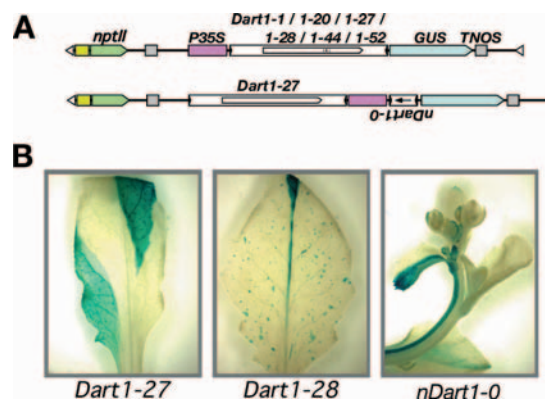 A
Dart1-1 / 1-20 / 1-27 /
1-28 / 1-44 / 1-52
nptII
P35S
GUS
TNOS
Dart1-27
nDart1-0
B
Dart1-27
Dart1-28
nDart1-0